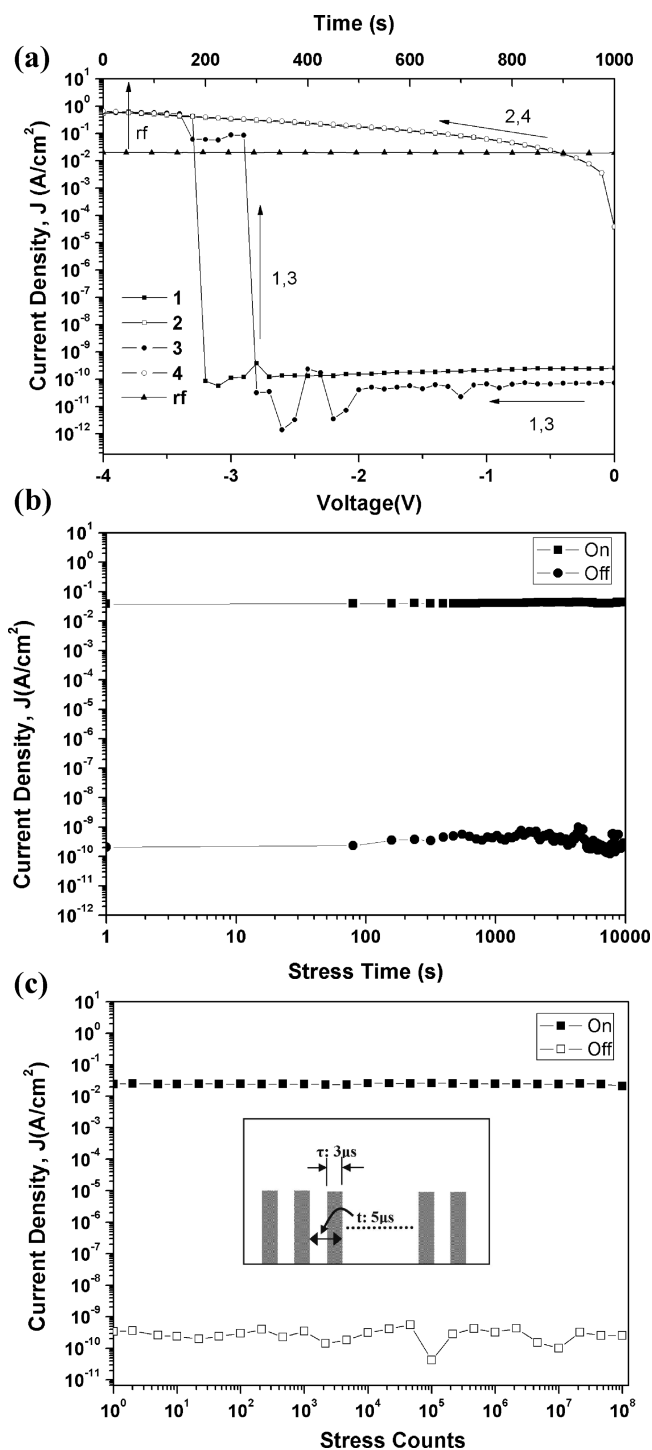 Time (s)
(a)
0 200 400 600 800 1000
10^1
10^0
10^-1
10^-2
10^-3
10^-4
10^-5
10^-6
10^-7
10^-8
10^-9
10^-10
10^-11
10^-12
Current Density, J (A/cm^2)
rf
2,4
1,3
1
2
3
4
rf
1,3
-4 -3 -2 -1 0
Voltage(V)
(b)
10^1
10^0
10^-1
10^-2
10^-3
10^-4
10^-5
10^-6
10^-7
10^-8
10^-9
10^-10
10^-11
10^-12
Current Density, J(A/cm^2)
On
Off
1 10 100 1000 10000
Stress Time (s)
(c)
10^1
10^0
10^-1
10^-2
10^-3
10^-4
10^-5
10^-6
10^-7
10^-8
10^-9
10^-10
10^-11
Current Density, J(A/cm^2)
On
Off
τ: 3μs
t: 5μs
10^0 10^1 10^2 10^3 10^4 10^5 10^6 10^7 10^8
Stress Counts